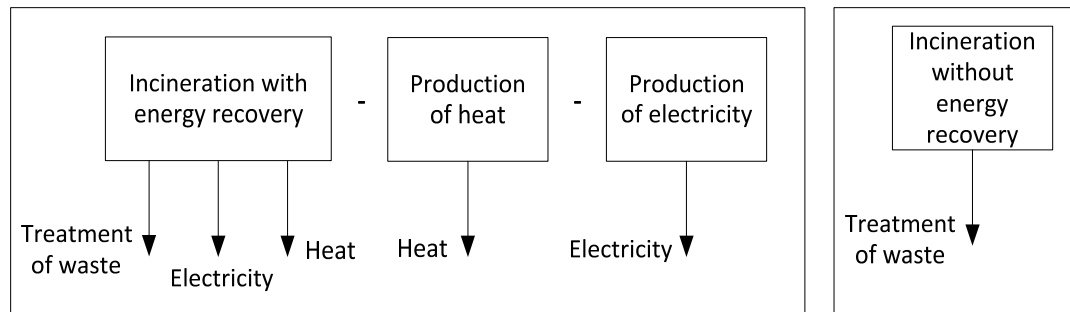 Incineration with
energy recovery
-
Production
of heat
-
Production
of electricity
Incineration
without
energy
recovery
Treatment
of waste
Electricity
Heat
Heat
Electricity
Treatment
of waste